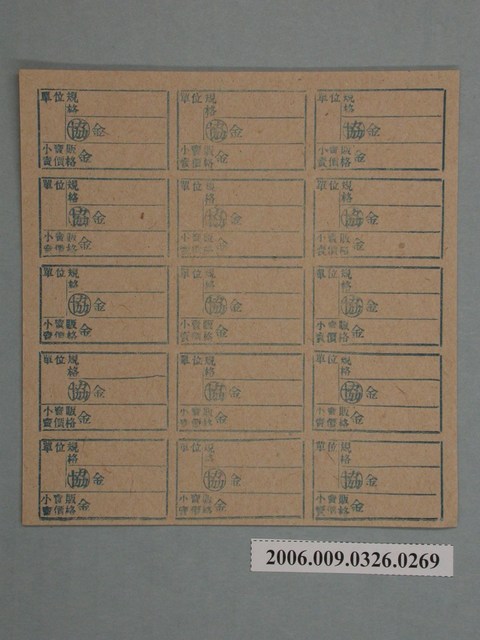 單位 規格
協 金
小賣販賣價格 金
單位 規格
協 金
小賣販賣價格 金
單位 規格
協 金
小賣販賣價格 金
單位 規格
協 金
小賣販賣價格 金
單位 規格
協 金
小賣販賣價格 金
單位 規格
協 金
小賣販賣價格 金
單位 規格
協 金
小賣販賣價格 金
單位 規格
協 金
小賣販賣價格 金
單位 規格
協 金
小賣販賣價格 金
單位 規格
協 金
小賣販賣價格 金
單位 規格
協 金
小賣販賣價格 金
單位 規格
協 金
小賣販賣價格 金
單位 規格
協 金
小賣販賣價格 金
單位 規格
協 金
小賣販賣價格 金
單位 規格
協 金
小賣販賣價格 金
2006.009.0326.0269